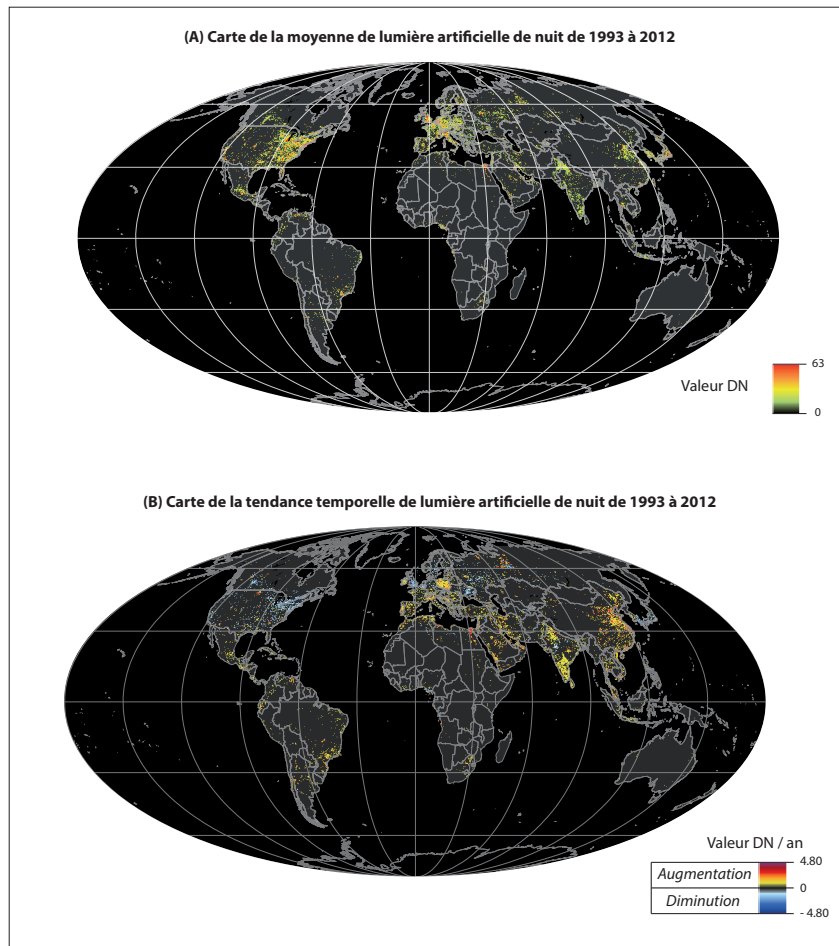 (A) Carte de la moyenne de lumière artificielle de nuit de 1993 à 2012
63
Valeur DN
0
(B) Carte de la tendance temporelle de lumière artificielle de nuit de 1993 à 2012
Valeur DN / an
4.80
Augmentation
0
Diminution
- 4.80